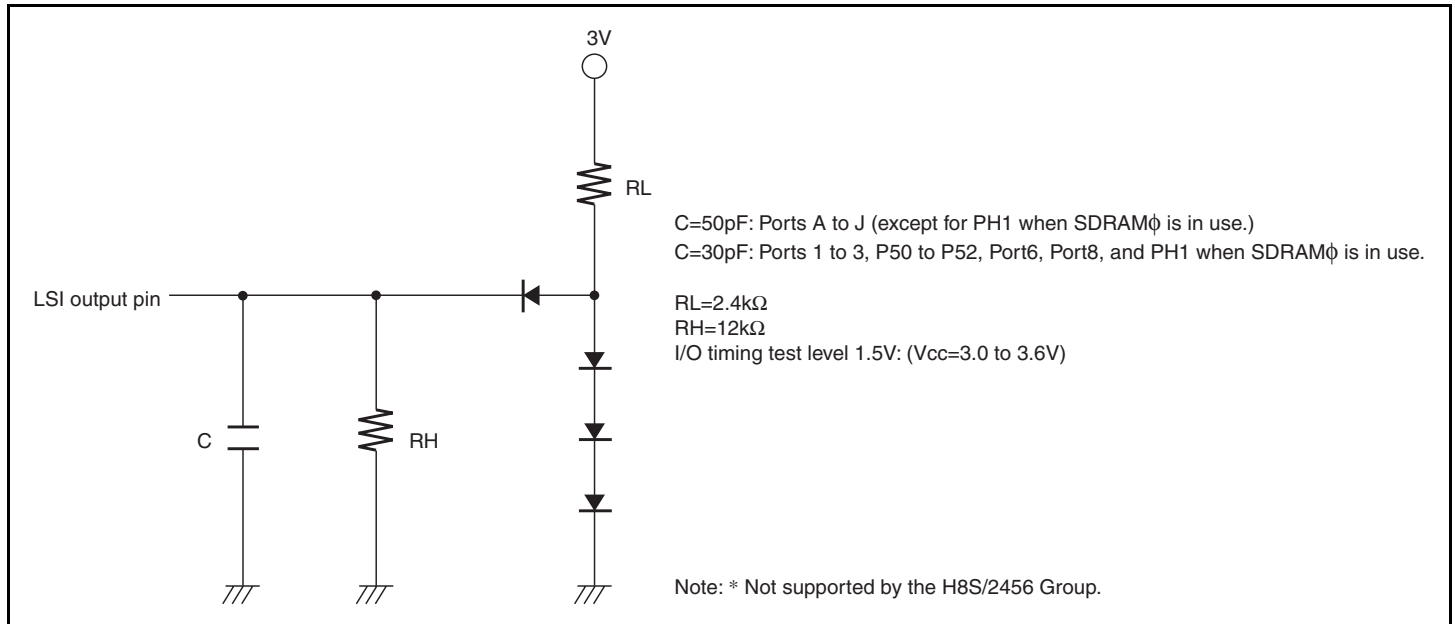 3V
RL
C=50pF: Ports A to J (except for PH1 when SDRAMϕ is in use.)
C=30pF: Ports 1 to 3, P50 to P52, Port6, Port8, and PH1 when SDRAMϕ is in use.
LSI output pin
RL=2.4kΩ
RH=12kΩ
I/O timing test level 1.5V: (Vcc=3.0 to 3.6V)
C
RH
Note: * Not supported by the H8S/2456 Group.